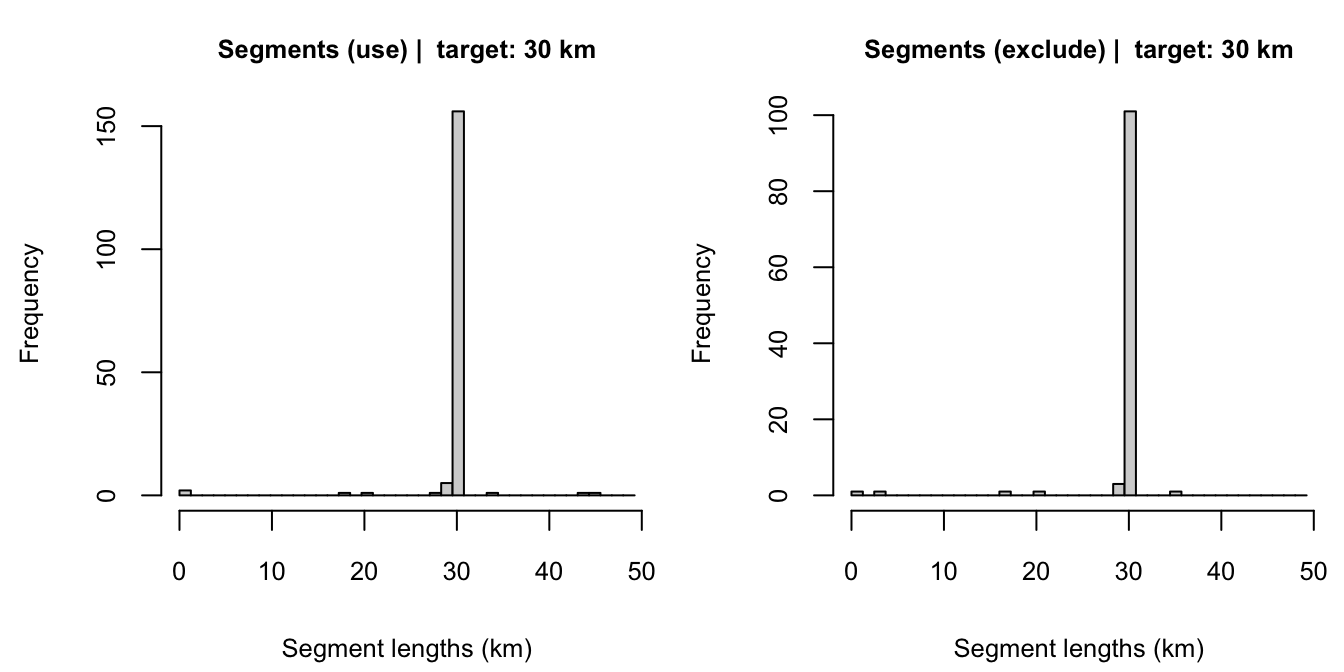 Segments (use) |  target: 30 km
Frequency
150
100
50
0
0 10 20 30 40 50
Segment lengths (km)
Segments (exclude) |  target: 30 km
Frequency
100
80
60
40
20
0
0 10 20 30 40 50
Segment lengths (km)